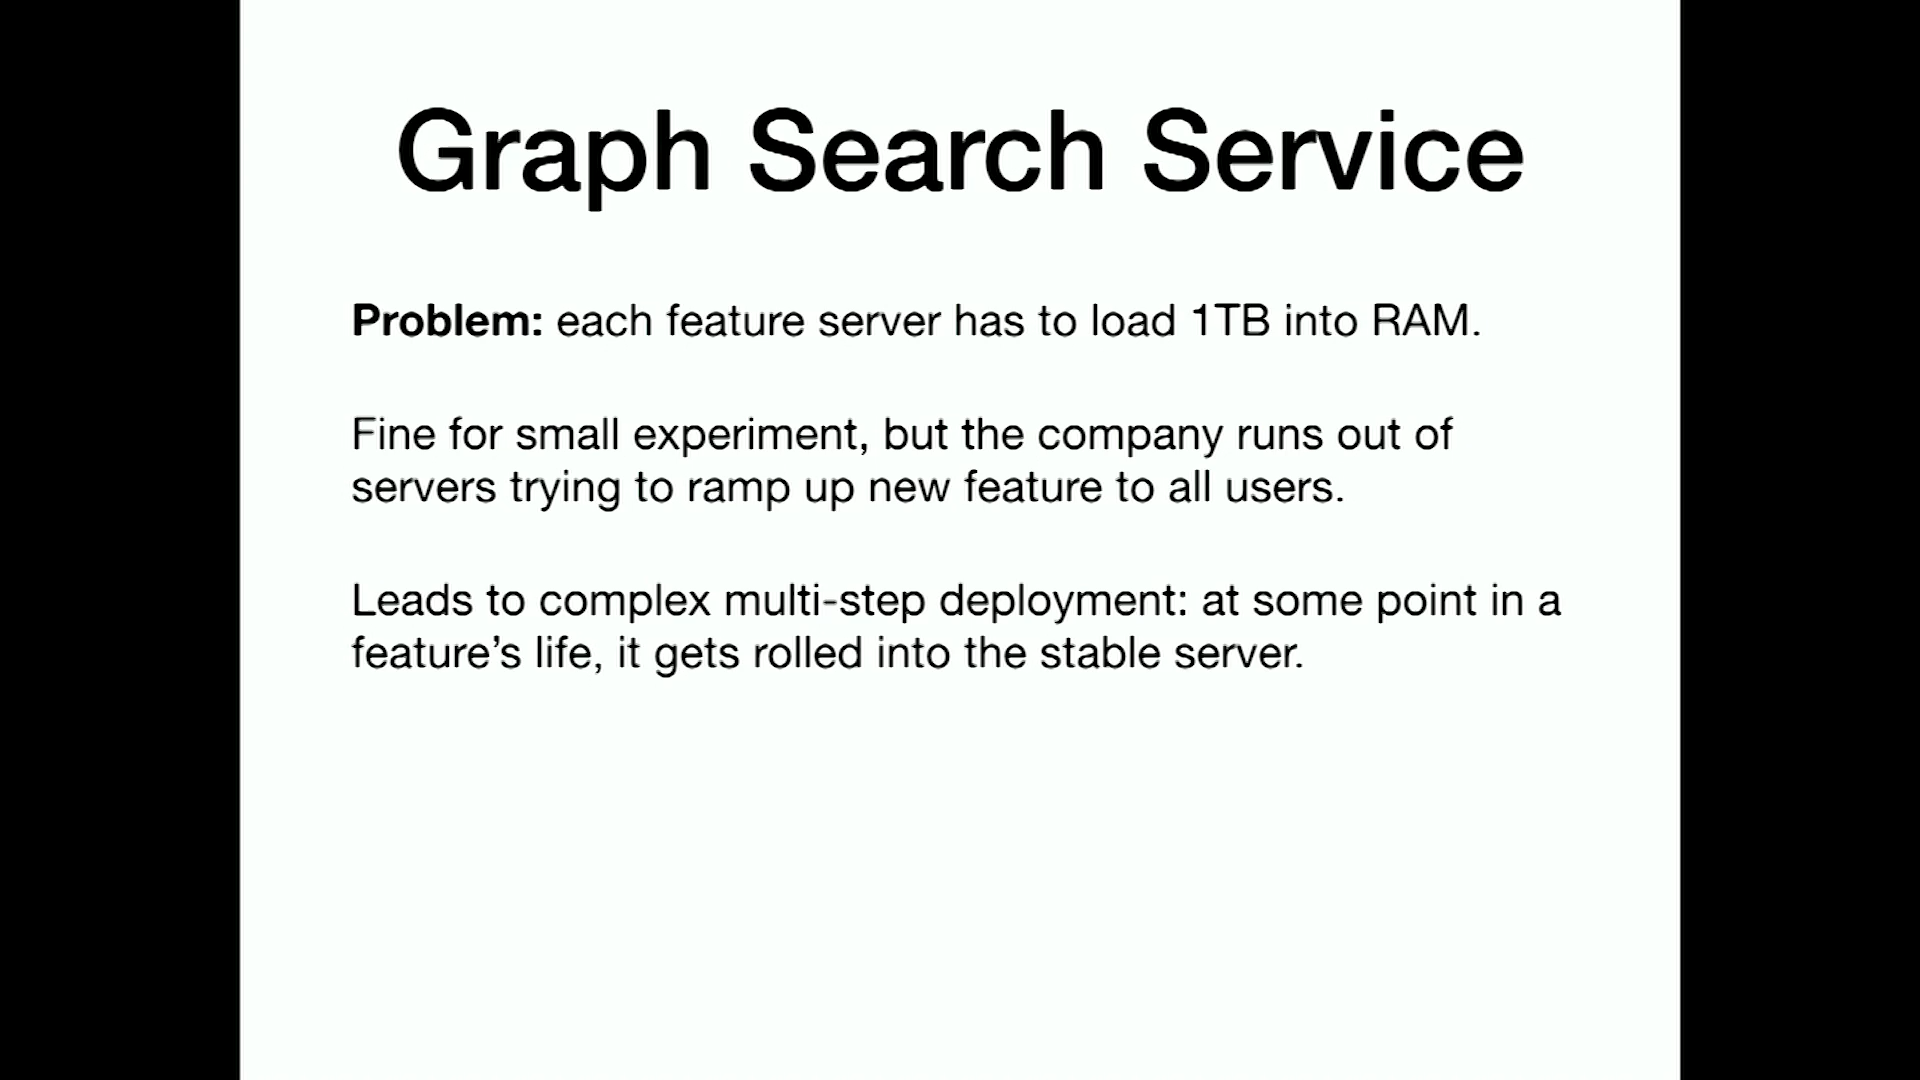 Graph Search Service
Problem: each feature server has to load 1TB into RAM.
Fine for small experiment, but the company runs out of
servers trying to ramp up new feature to all users.
Leads to complex multi-step deployment: at some point in a
feature’s life, it gets rolled into the stable server.